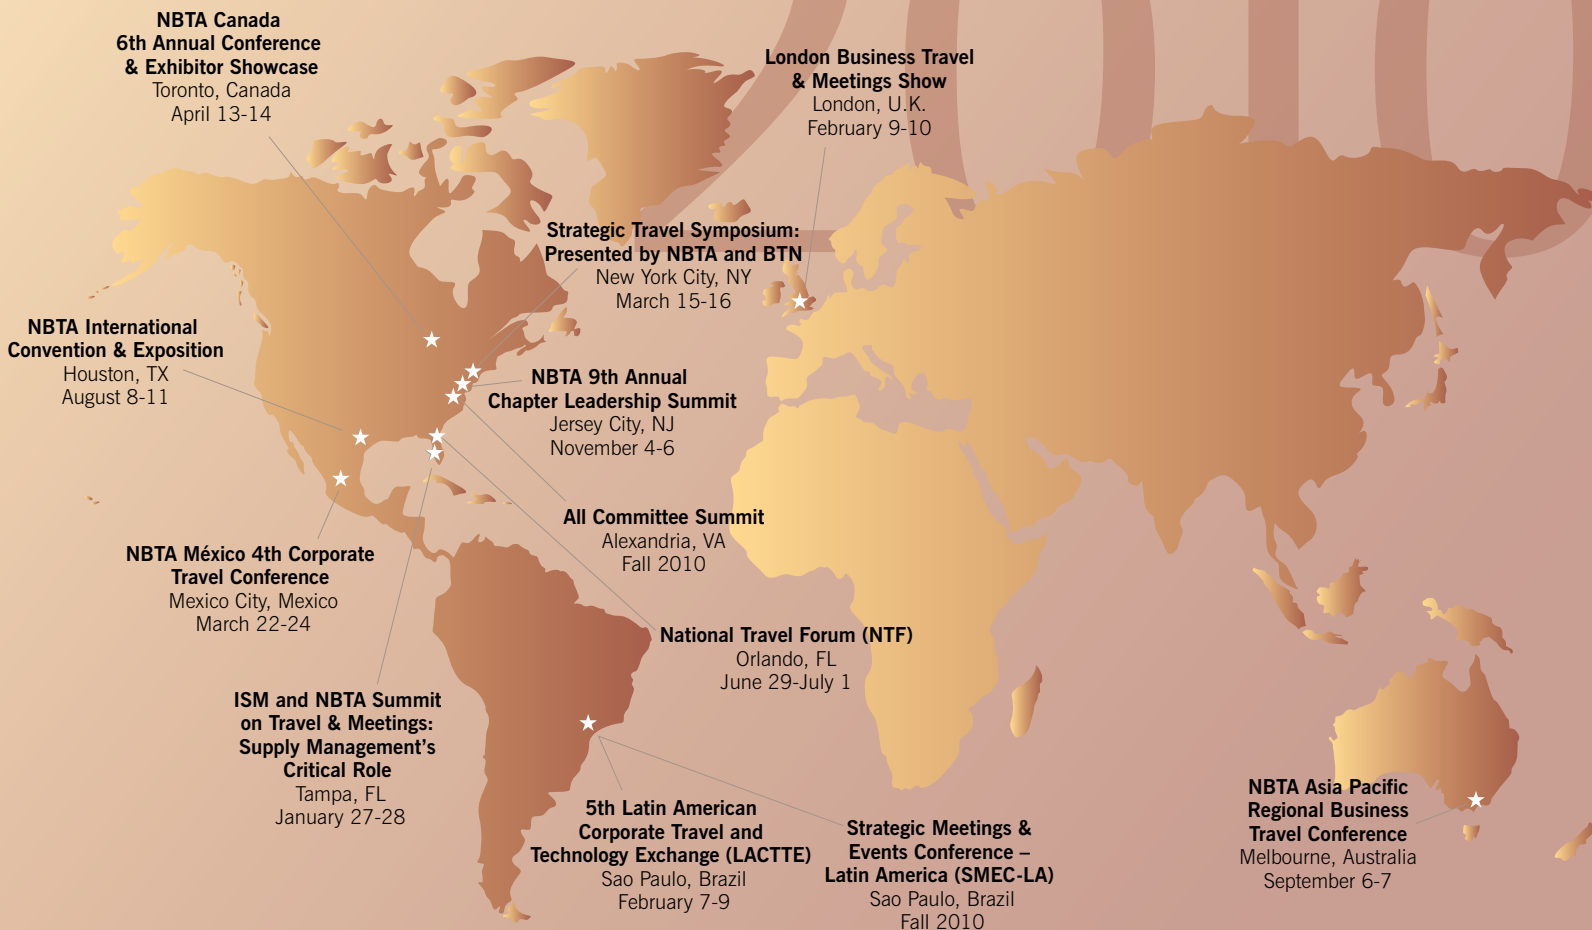 NBTA Canada
6th Annual Conference
& Exhibitor Showcase
Toronto, Canada
April 13-14
London Business Travel
& Meetings Show
London, U.K.
February 9-10
Strategic Travel Symposium:
Presented by NBTA and BTN
New York City, NY
March 15-16
NBTA International
Convention & Exposition
Houston, TX
August 8-11
NBTA 9th Annual
Chapter Leadership Summit
Jersey City, NJ
November 4-6
All Committee Summit
Alexandria, VA
Fall 2010
NBTA México 4th Corporate
Travel Conference
Mexico City, Mexico
March 22-24
National Travel Forum (NTF)
Orlando, FL
June 29-July 1
ISM and NBTA Summit
on Travel & Meetings:
Supply Management’s
Critical Role
Tampa, FL
January 27-28
5th Latin American
Corporate Travel and
Technology Exchange (LACTTE)
Sao Paulo, Brazil
February 7-9
Strategic Meetings &
Events Conference –
Latin America (SMEC-LA)
Sao Paulo, Brazil
Fall 2010
NBTA Asia Pacific
Regional Business
Travel Conference
Melbourne, Australia
September 6-7